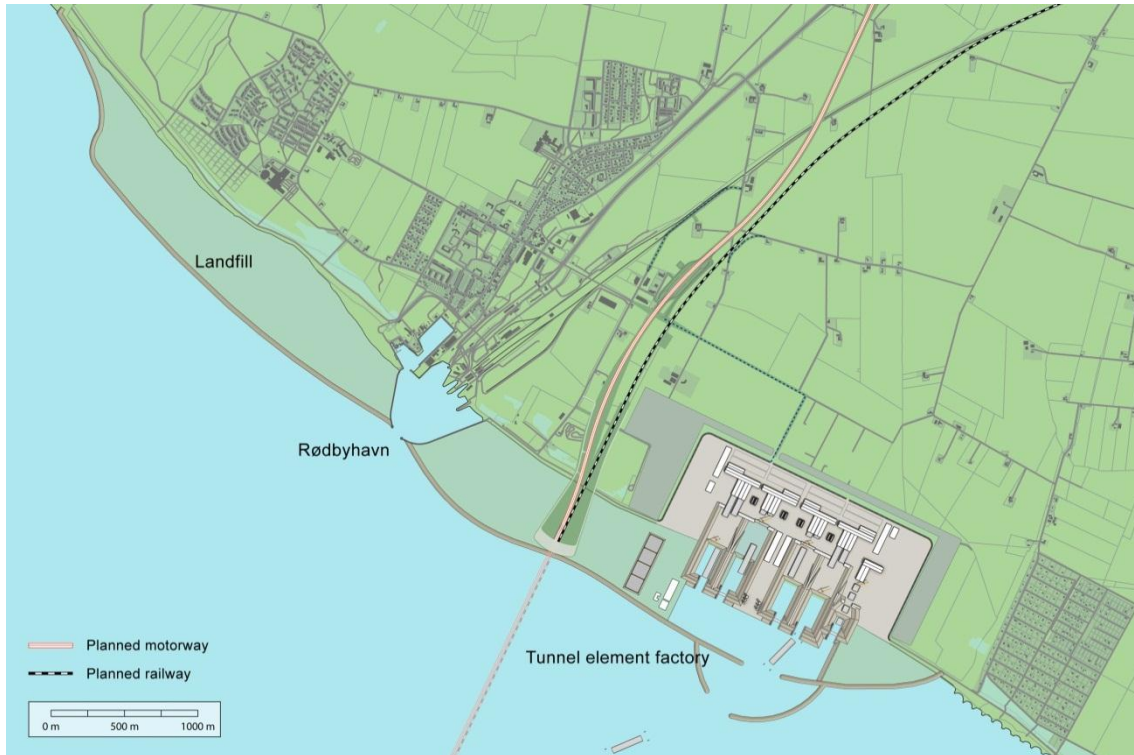 Landfill
Rødbyhavn
Tunnel element factory
Planned motorway
Planned railway
0 m 500 m 1000 m